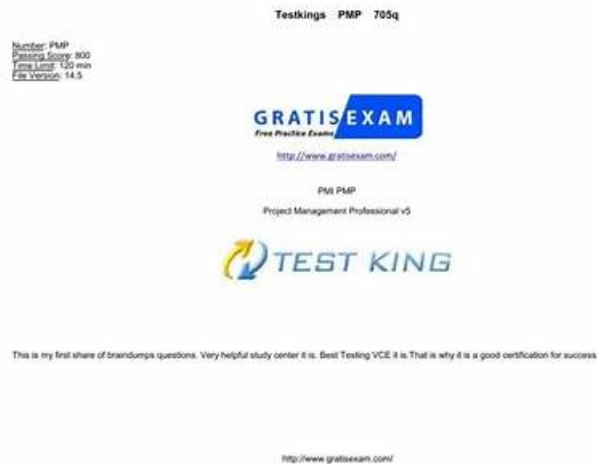 Testkings PMP 705q
Number: PMP
Passing Score: 800
Time Limit: 120 min
File Version: 14.5
GRATIS EXAM
Free Practice Exams
http://www.gratisexam.com/
PMI PMP
Project Management Professional v5
TEST KING
This is my first share of braindumps questions. Very helpful study center it is. Best Testing VCE it is.That is why it is a good certification for success
http://www.gratisexam.com/